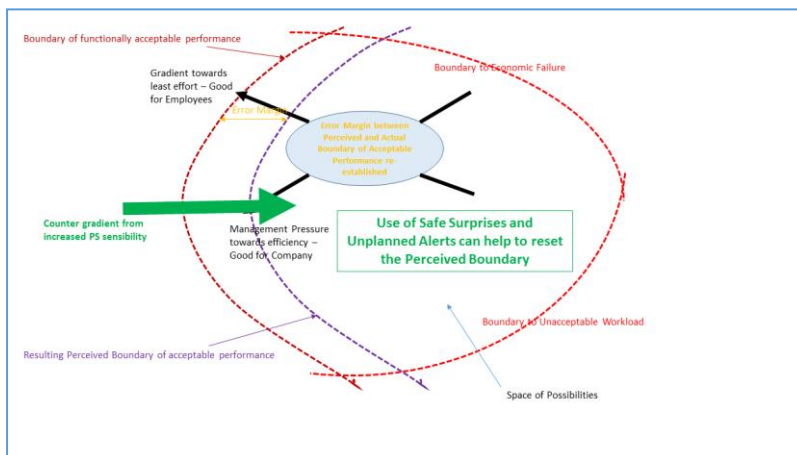 Boundary of functionally acceptable performance
Boundary to Economic Failure
Gradient towards
least effort – Good
for Employees
Error Margin
Error Margin between
Perceived and Actual
Boundary of Acceptable
Performance re-
established
Counter gradient from
increased PS sensibility
Management Pressure
towards efficiency –
Good for Company
Use of Safe Surprises and
Unplanned Alerts can help to reset
the Perceived Boundary
Boundary to Unacceptable Workload
Resulting Perceived Boundary of acceptable performance
Space of Possibilities